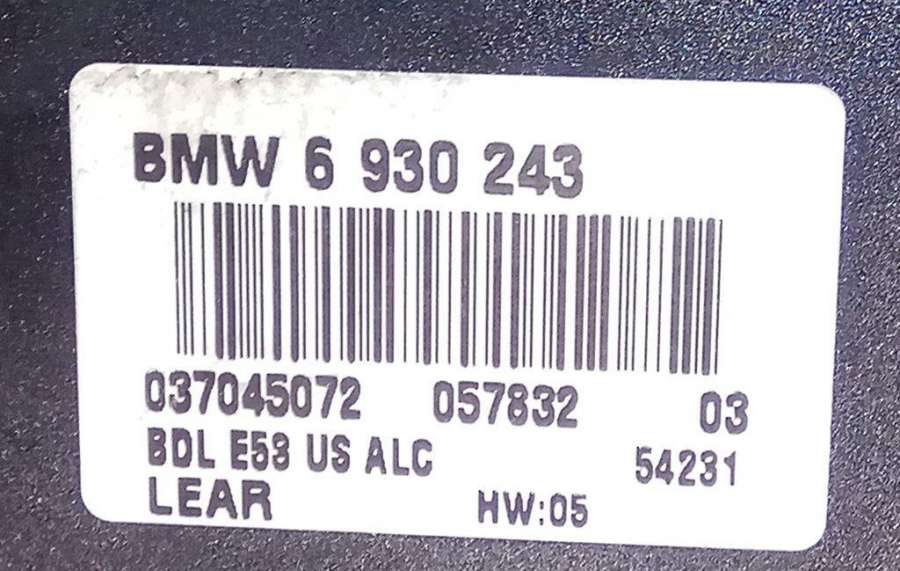 BMW 6 930 243
037045072 057832 03
BDL E53 US ALC 54231
LEAR HW:05